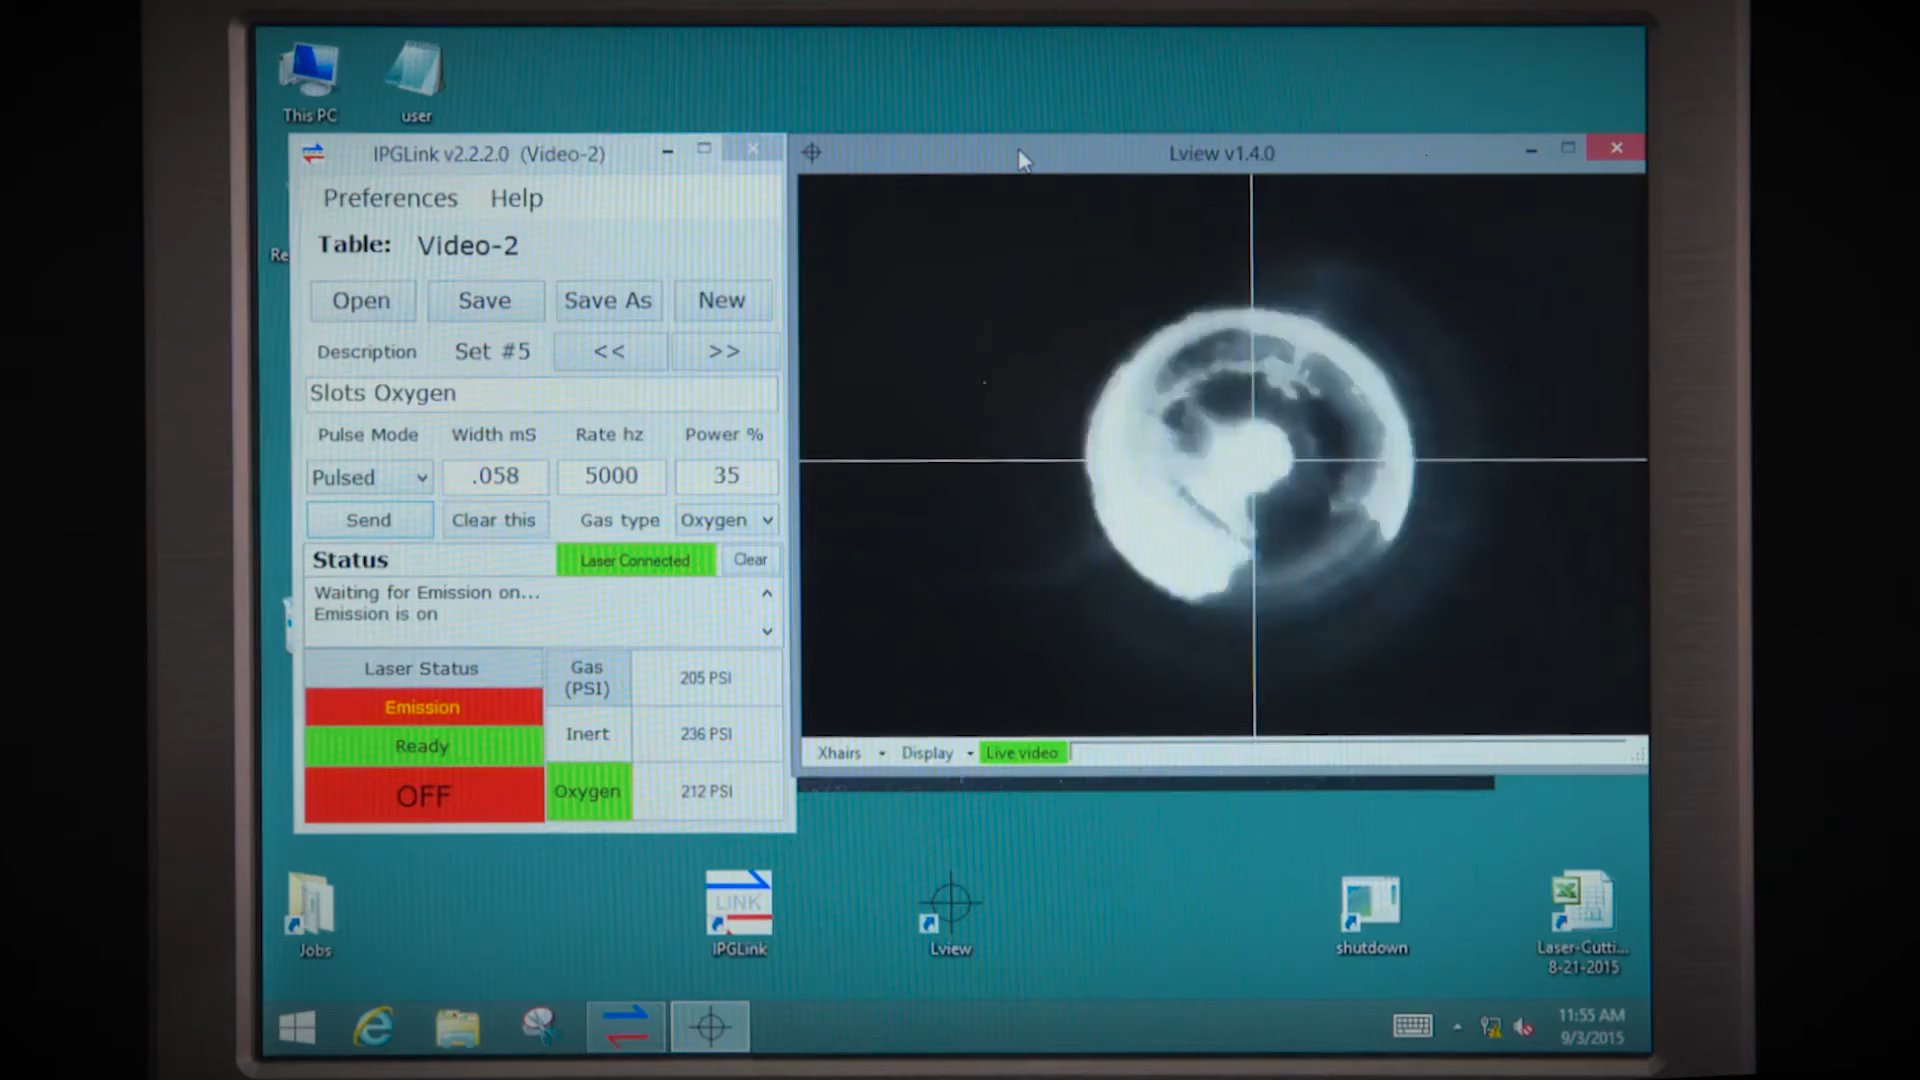 This PC
user
IPGLink v2.2.2.0 (Video-2)
Preferences Help
Table: Video-2
Open Save Save As New
Description Set #5 << >>
Slots Oxygen
Pulse Mode Width mS Rate hz Power %
Pulsed .058 5000 35
Send Clear this Gas type Oxygen
Status Laser Connected Clear
Waiting for Emission on...
Emission is on
Laser Status
Emission
Ready
OFF
Gas (PSI) 205 PSI
Inert 236 PSI
Oxygen 212 PSI
Lview v1.4.0
Xhairs Display Live video
Re
Jobs
LINK
IPGLink
Lview
shutdown
Laser-Cutti...
8-21-2015
11:55 AM
9/3/2015